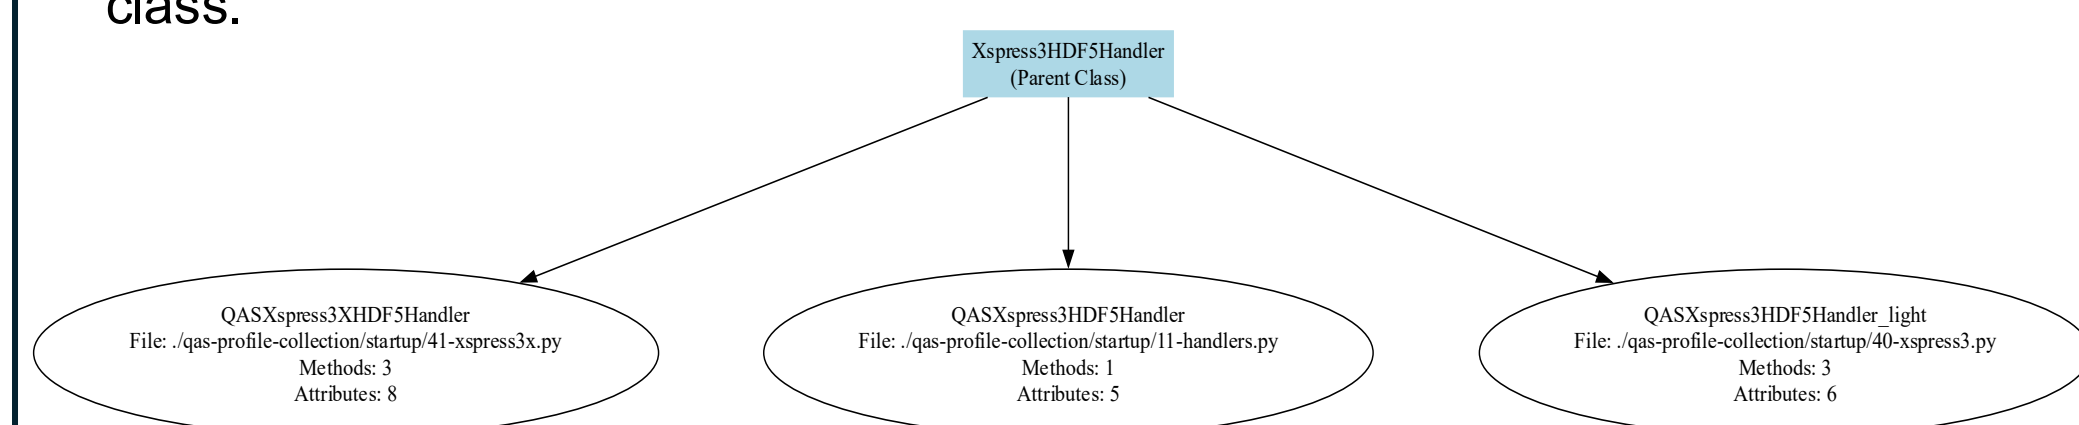 class.
Xspress3HDF5Handler
(Parent Class)
QASXspress3XHDF5Handler
File: ./qas-profile-collection/startup/41-xspress3x.py
Methods: 3
Attributes: 8
QASXspress3HDF5Handler
File: ./qas-profile-collection/startup/11-handlers.py
Methods: 1
Attributes: 5
QASXspress3HDF5Handler_light
File: ./qas-profile-collection/startup/40-xspress3.py
Methods: 3
Attributes: 6